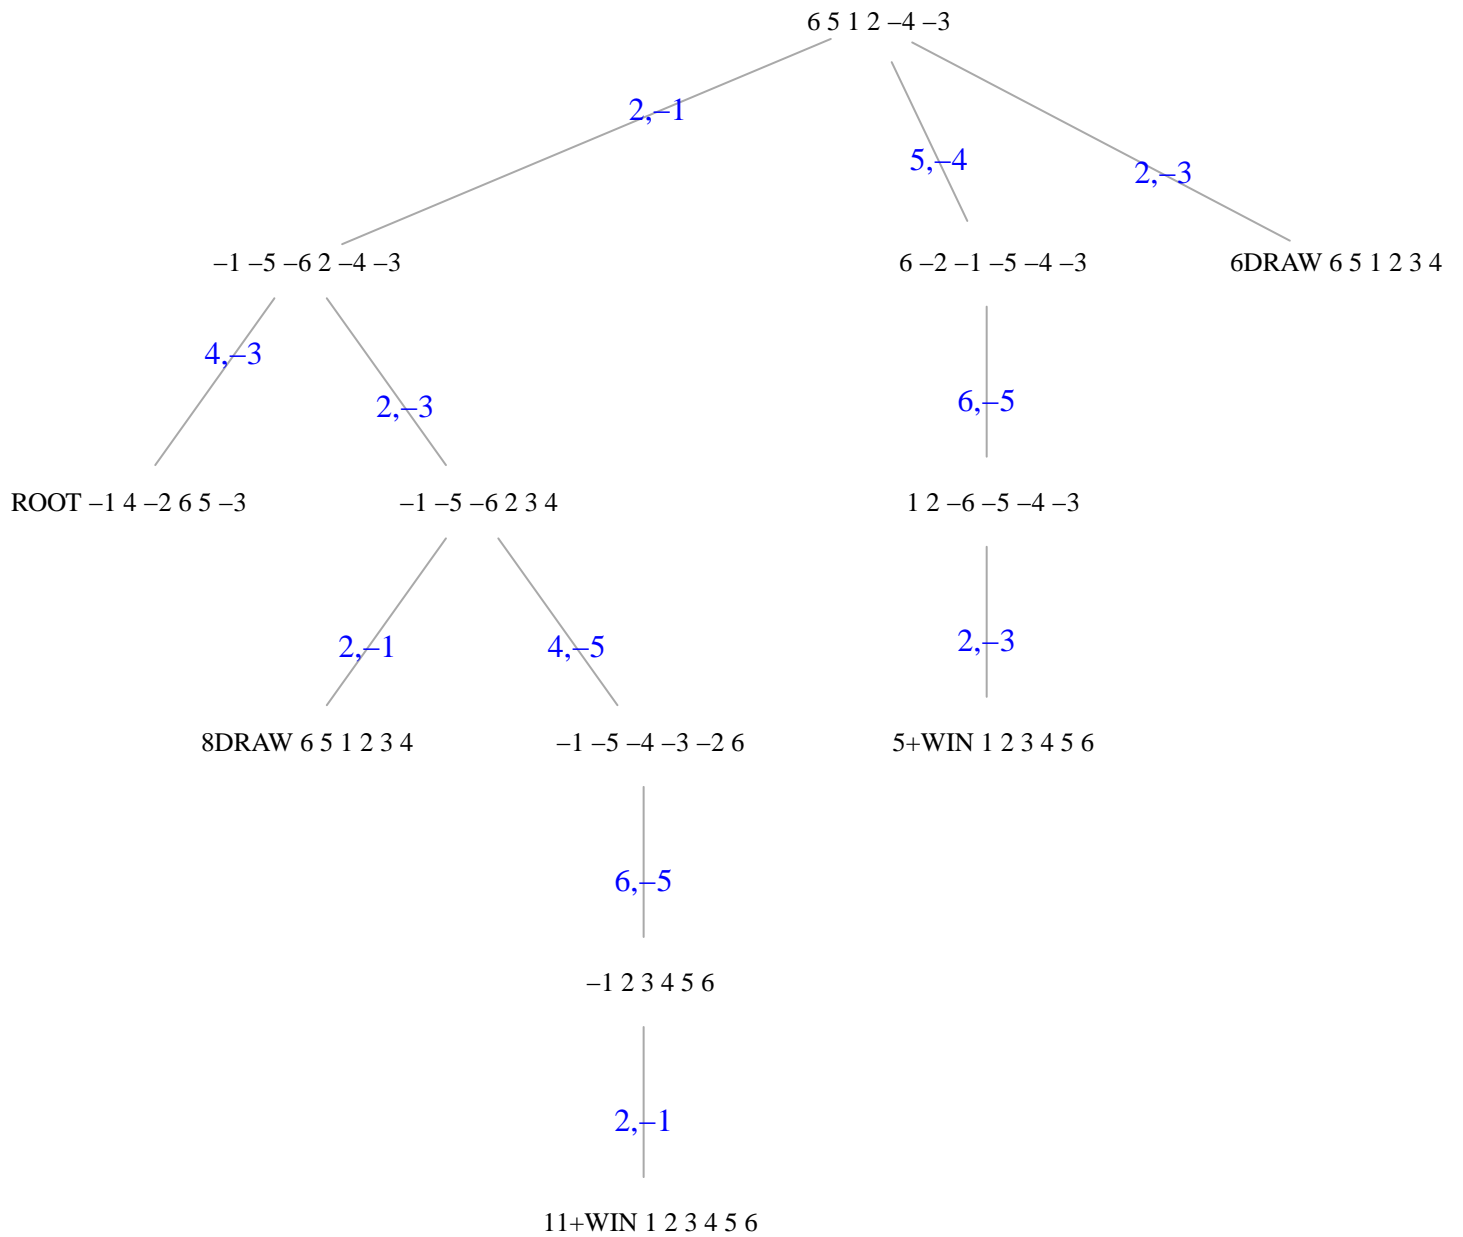 6 5 1 2 –4 –3
2,–1
5,–4
2,–3
–1 –5 –6 2 –4 –3
6 –2 –1 –5 –4 –3
6DRAW 6 5 1 2 3 4
4,–3
2,–3
6,–5
ROOT –1 4 –2 6 5 –3
–1 –5 –6 2 3 4
1 2 –6 –5 –4 –3
2,–1
4,–5
2,–3
8DRAW 6 5 1 2 3 4
–1 –5 –4 –3 –2 6
5+WIN 1 2 3 4 5 6
6,–5
–1 2 3 4 5 6
2,–1
11+WIN 1 2 3 4 5 6